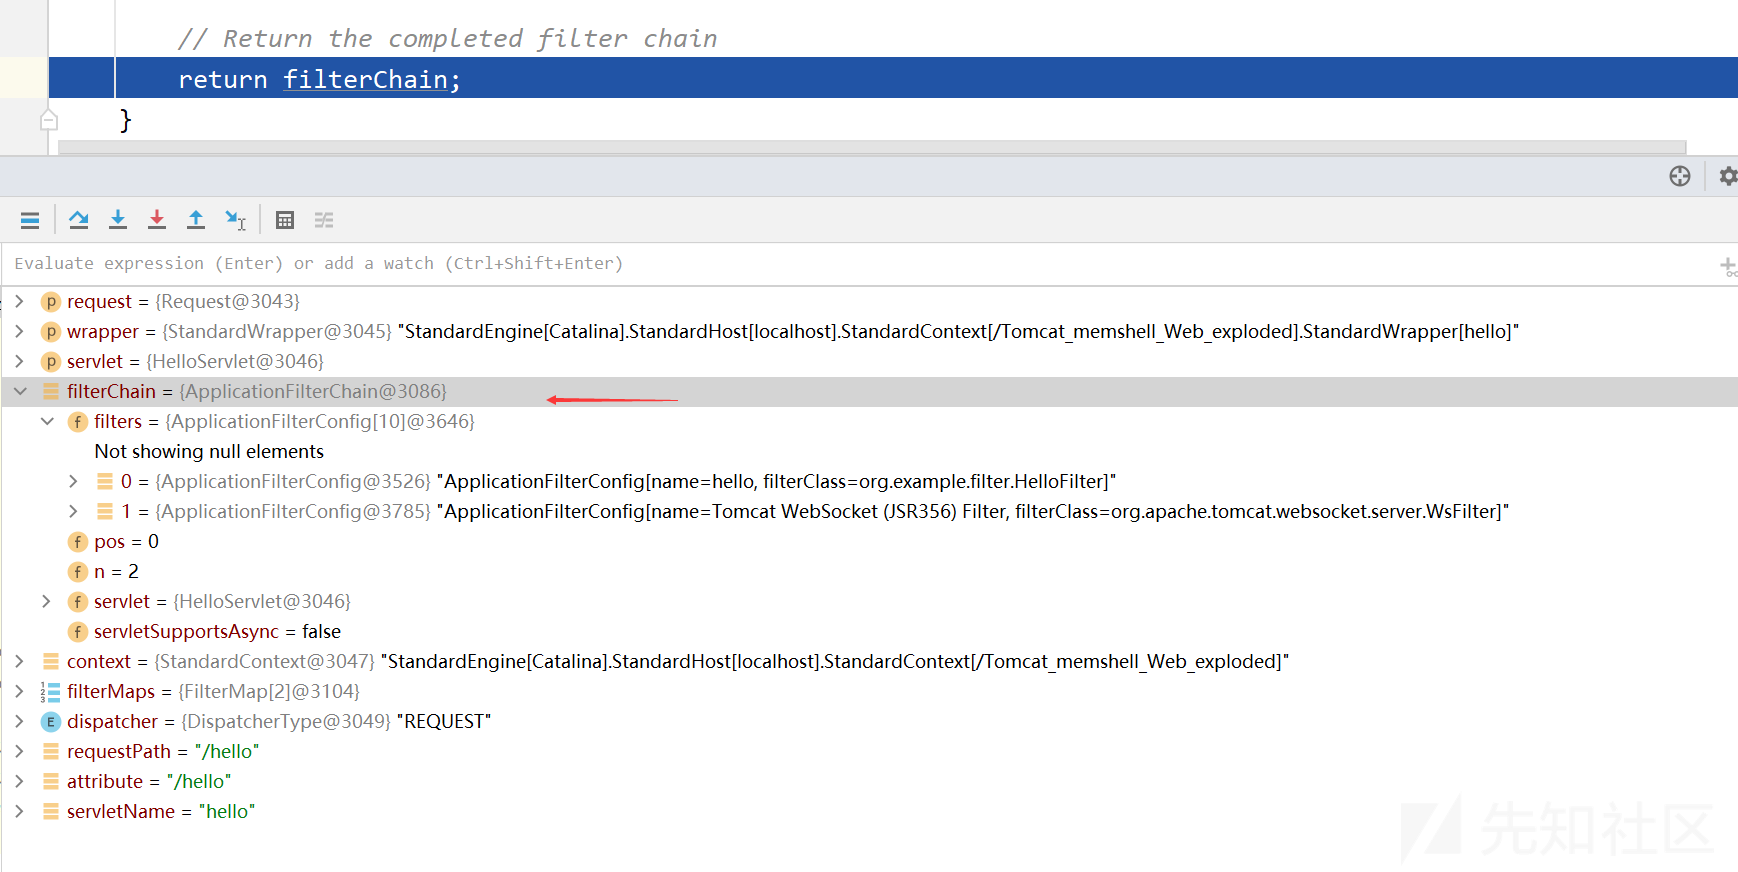 // Return the completed filter chain
return filterChain;
}
Evaluate expression (Enter) or add a watch (Ctrl+Shift+Enter)
p request = {Request@3043}
p wrapper = {StandardWrapper@3045} "StandardEngine[Catalina].StandardHost[localhost].StandardContext[/Tomcat_memshell_Web_exploded].StandardWrapper[hello]"
p servlet = {HelloServlet@3046}
filterChain = {ApplicationFilterChain@3086}
f filters = {ApplicationFilterConfig[10]@3646}
Not showing null elements
0 = {ApplicationFilterConfig@3526} "ApplicationFilterConfig[name=hello, filterClass=org.example.filter.HelloFilter]"
1 = {ApplicationFilterConfig@3785} "ApplicationFilterConfig[name=Tomcat WebSocket (JSR356) Filter, filterClass=org.apache.tomcat.websocket.server.WsFilter]"
f pos = 0
f n = 2
f servlet = {HelloServlet@3046}
f servletSupportsAsync = false
context = {StandardContext@3047} "StandardEngine[Catalina].StandardHost[localhost].StandardContext[/Tomcat_memshell_Web_exploded]"
filterMaps = {FilterMap[2]@3104}
E dispatcher = {DispatcherType@3049} "REQUEST"
requestPath = "/hello"
attribute = "/hello"
servletName = "hello"
先知社区